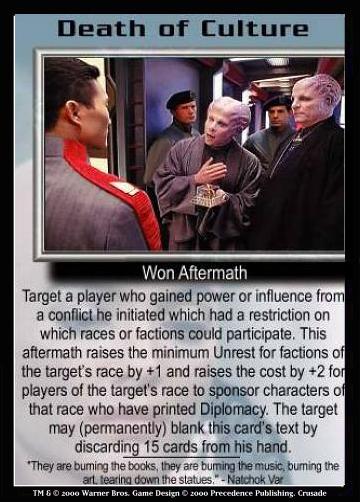 Death of Culture
Won Aftermath
Target a player who gained power or influence from
a conflict he initiated which had a restriction on
which races or factions could participate. This
aftermath raises the minimum Unrest for factions of
the target's race by +1 and raises the cost by +2 for
players of the target's race to sponsor characters of
that race who have printed Diplomacy. The target
may (permanently) blank this card's text by
discarding 15 cards from his hand.
"They are burning the books, they are burning the music, burning the
art, tearing down the statues." - Natchok Var
TM & © 2000 Warner Bros. Game Design © 2000 Precedence Publishing. Crusade